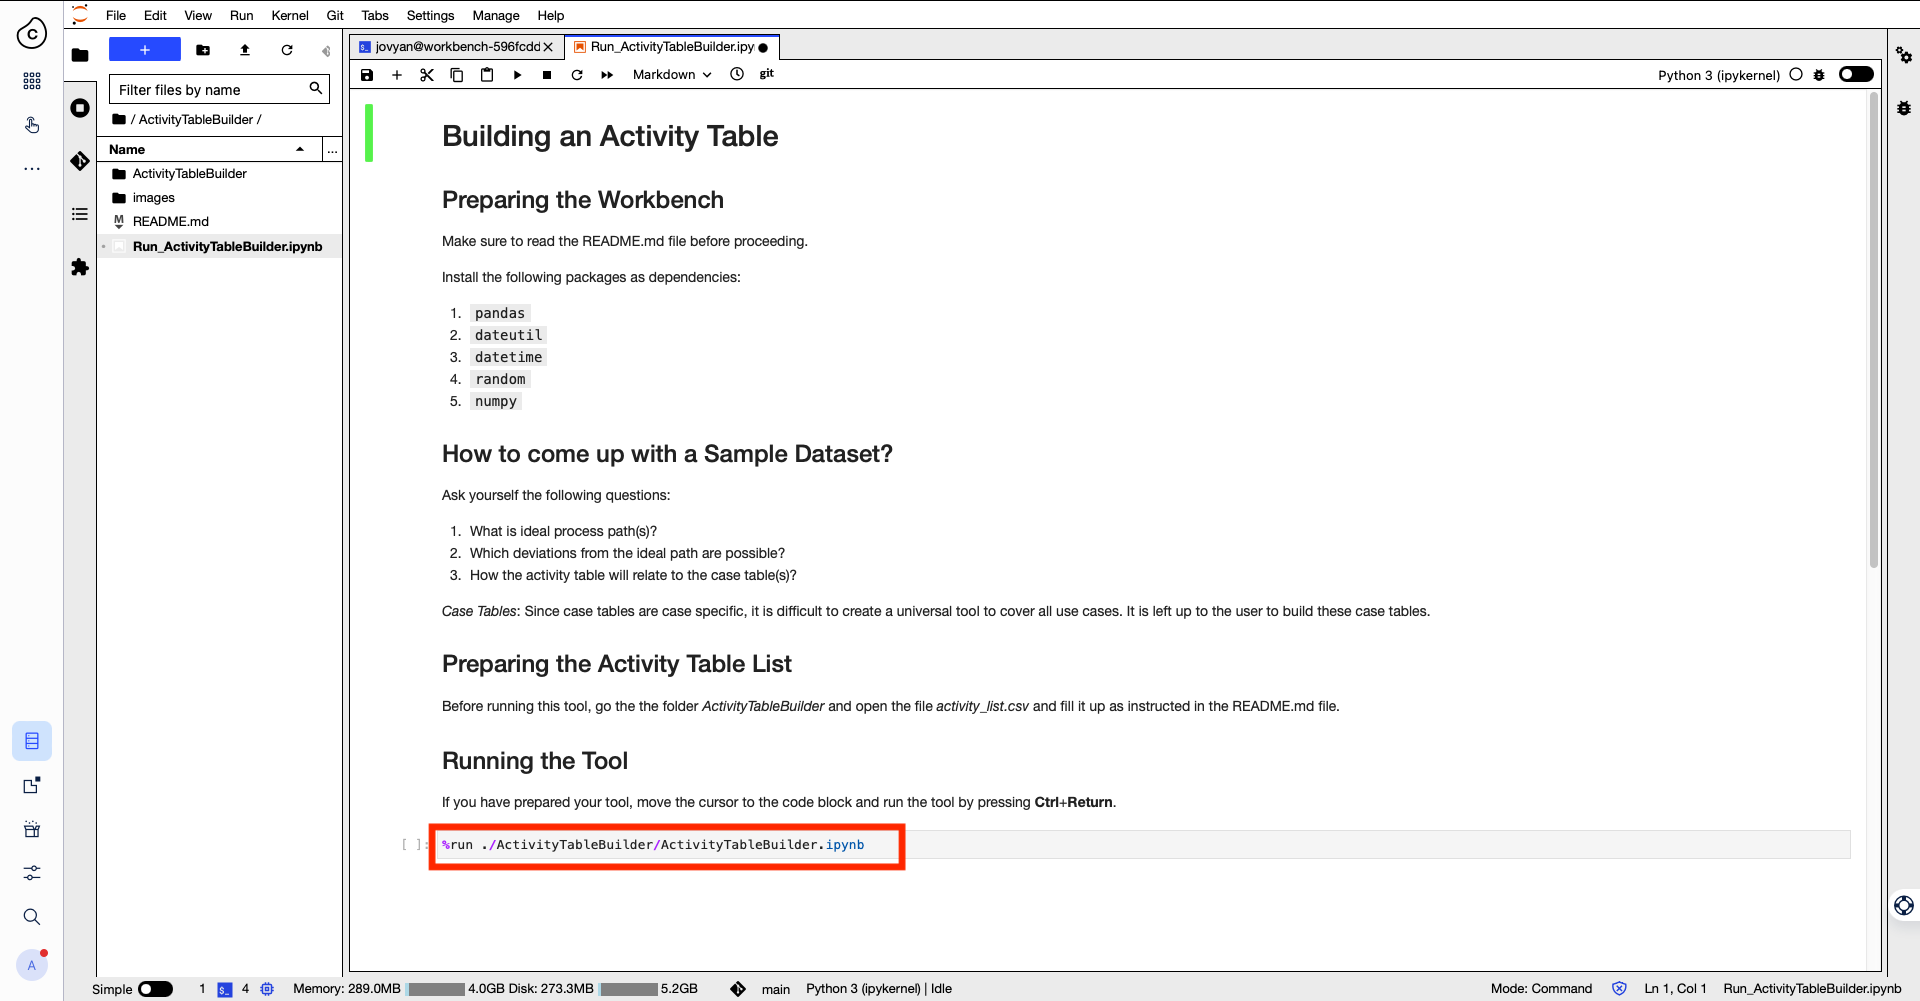 C
File Edit View Run Kernel Git Tabs Settings Manage Help
+
Filter files by name
/ ActivityTableBuilder /
Name
...
ActivityTableBuilder
images
README.md
Run_ActivityTableBuilder.ipynb
jovyan@workbench-596fcdd
Run_ActivityTableBuilder.ipy
Markdown
git
Python 3 (ipykernel)
Building an Activity Table
Preparing the Workbench
Make sure to read the README.md file before proceeding.
Install the following packages as dependencies:
1. pandas
2. dateutil
3. datetime
4. random
5. numpy
How to come up with a Sample Dataset?
Ask yourself the following questions:
1. What is ideal process path(s)?
2. Which deviations from the ideal path are possible?
3. How the activity table will relate to the case table(s)?
Case Tables: Since case tables are case specific, it is difficult to create a universal tool to cover all use cases. It is left up to the user to build these case tables.
Preparing the Activity Table List
Before running this tool, go the the folder ActivityTableBuilder and open the file activity_list.csv and fill it up as instructed in the README.md file.
Running the Tool
If you have prepared your tool, move the cursor to the code block and run the tool by pressing Ctrl+Return.
[ ]: %run ./ActivityTableBuilder/ActivityTableBuilder.ipynb
A
Simple 1 4 Memory: 289.0MB 4.0GB Disk: 273.3MB 5.2GB main Python 3 (ipykernel) | Idle Mode: Command Ln 1, Col 1 Run_ActivityTableBuilder.ipynb